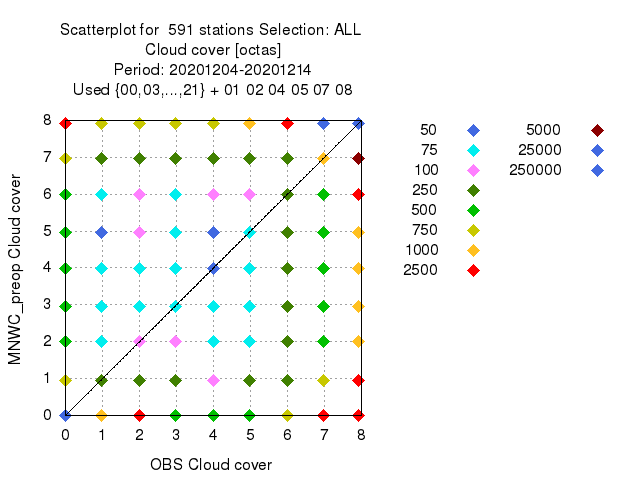 Scatterplot for  591 stations Selection: ALL
Cloud cover [octas]
Period: 20201204-20201214
Used {00,03,...,21} + 01 02 04 05 07 08
MNWC_preop Cloud cover
8
7
6
5
4
3
2
1
0
0 1 2 3 4 5 6 7 8
OBS Cloud cover
50 5000
75 25000
100 250000
250
500
750
1000
2500